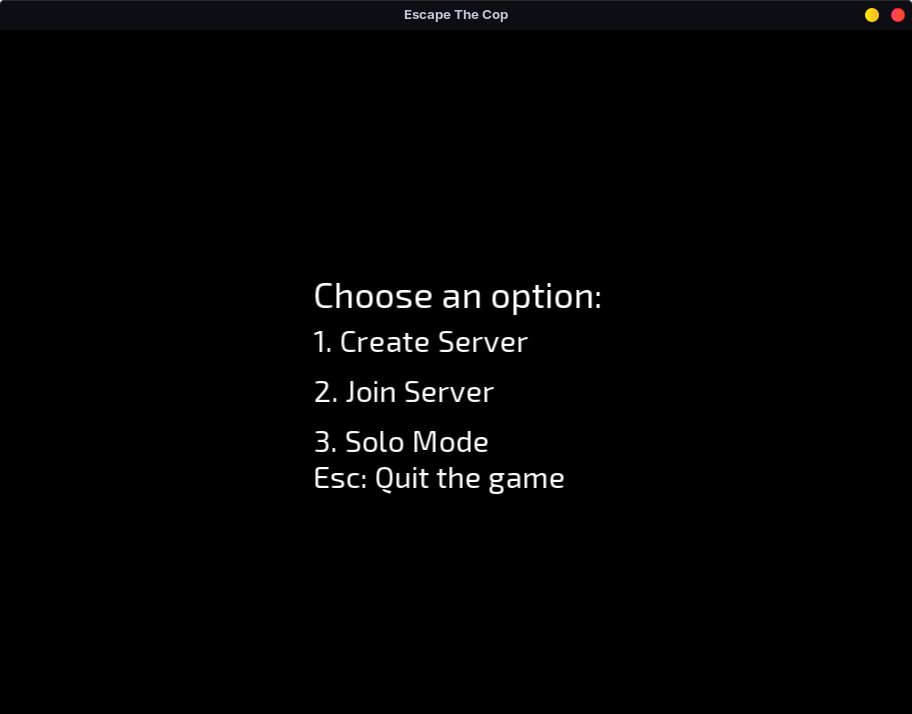 Escape The Cop
Choose an option:
1. Create Server
2. Join Server
3. Solo Mode
Esc: Quit the game